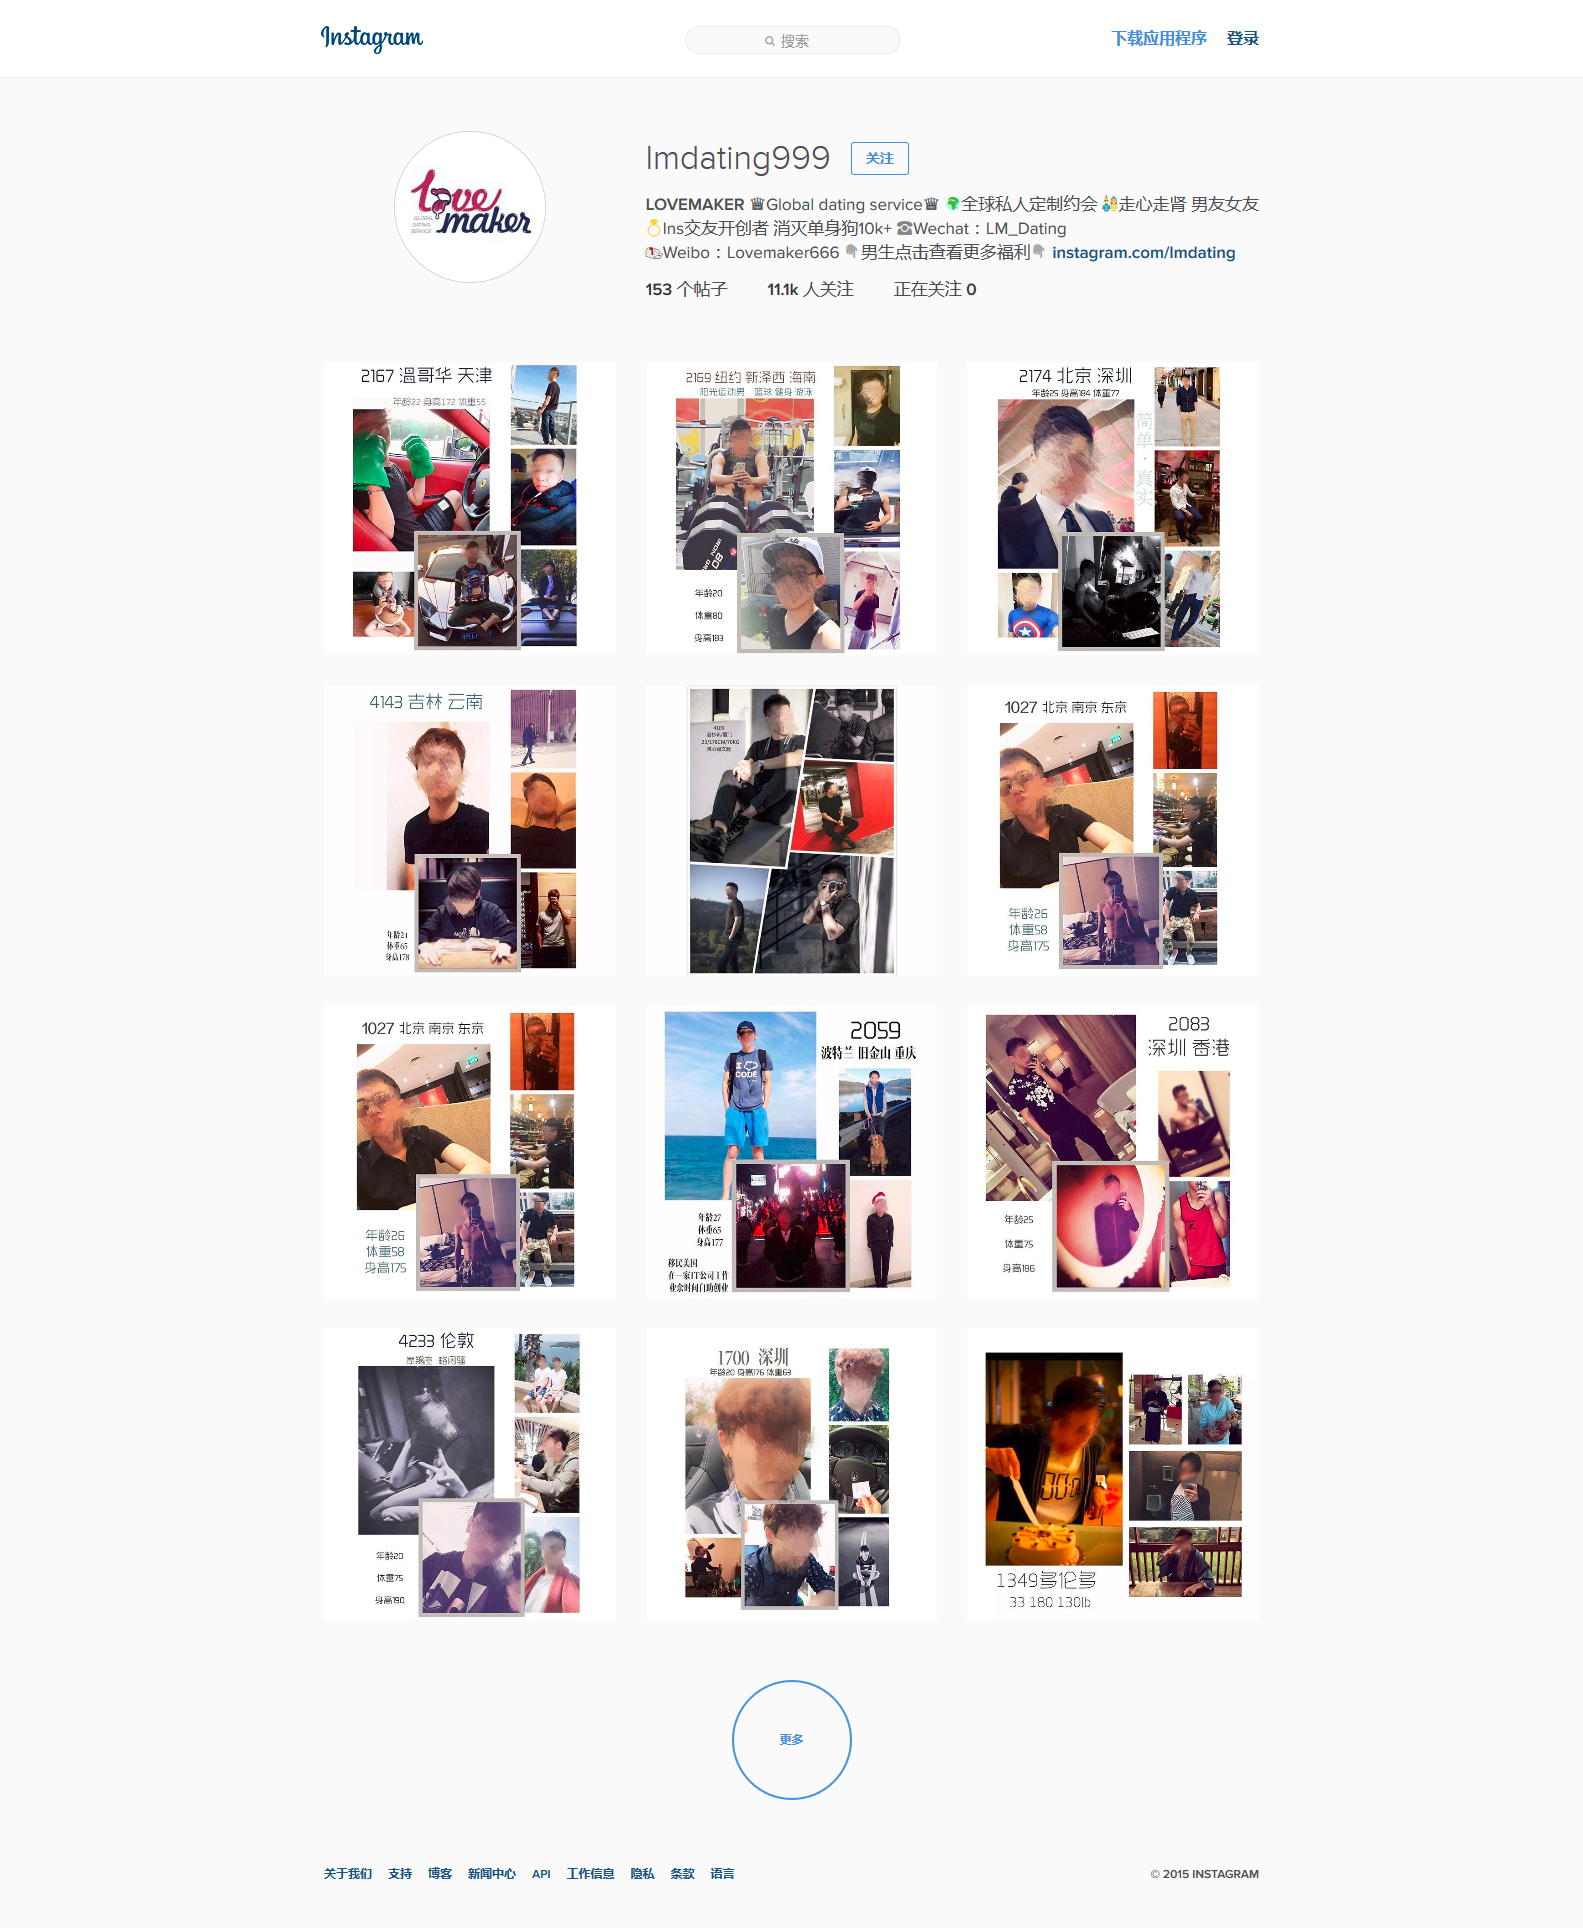 Instagram
搜索
下载应用程序 登录
love maker
GLOBAL DATING SERVICE
lmdating999 关注
LOVEMAKER ♕Global dating service♕ 🌍全球私人定制约会 👫走心走肾 男友女友
💍Ins交友开创者 消灭单身狗10k+ ☎Wechat：LM_Dating
Weibo：Lovemaker666 👇男生点击查看更多福利👇 instagram.com/lmdating
153 个帖子 11.1k 人关注 正在关注 0
2167 温哥华 天津
年龄22 身高172 体重55
2169 纽约 新泽西 海南
阳光运动男 篮球 健身 游泳
年龄20
体重80
身高183
2174 北京 深圳
年龄25 身高184 体重77
简单·真实
4143 吉林 云南
年龄21
体重65
身高178
4106
23/178CM/70KG
1027 北京 南京 东京
年龄26
体重58
身高175
1027 北京 南京 东京
年龄26
体重58
身高175
2059
波特兰 旧金山 重庆
I CODE
年龄27
体重65
身高177
移民美国
在一家IT公司工作
业余时间自助创业
2083
深圳 香港
年龄25
体重75
身高186
4233 伦敦
摩羯座 略闷骚
年龄20
体重75
身高190
1700 深圳
年龄20 身高176 体重63
1349多伦多
33 180 130lb
更多
关于我们 支持 博客 新闻中心 API 工作信息 隐私 条款 语言
© 2015 INSTAGRAM